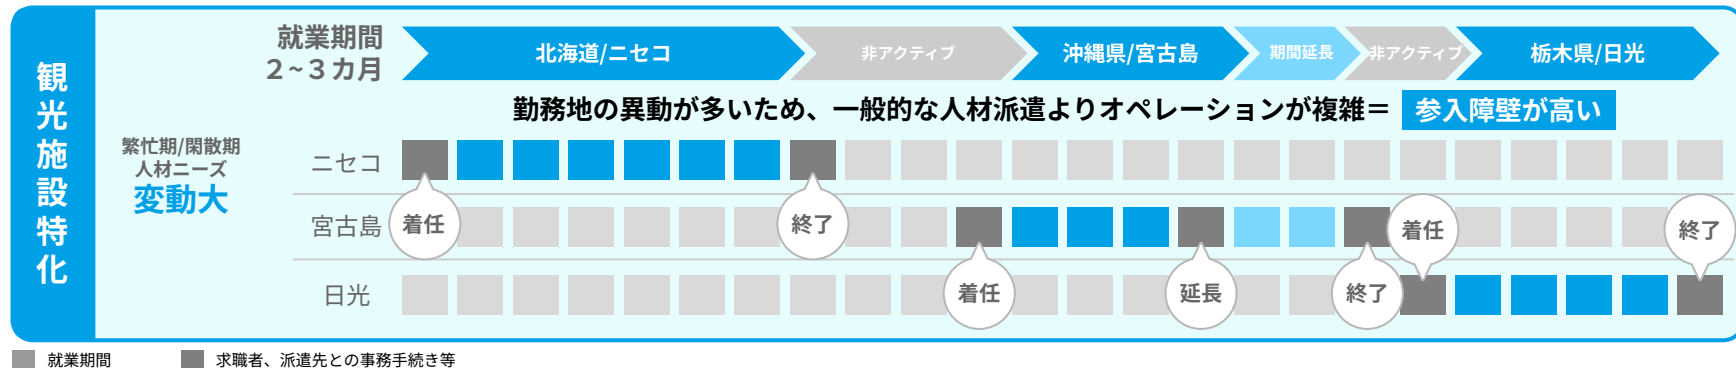 観光施設特化
就業期間
2~3カ月
北海道/ニセコ
非アクティブ
沖縄県/宮古島
期間延長
非アクティブ
栃木県/日光
勤務地の異動が多いため、一般的な人材派遣よりオペレーションが複雑＝ 参入障壁が高い
繁忙期/閑散期
人材ニーズ
変動大
ニセコ
着任
終了
宮古島
着任
延長
終了
日光
着任
終了
就業期間
求職者、派遣先との事務手続き等